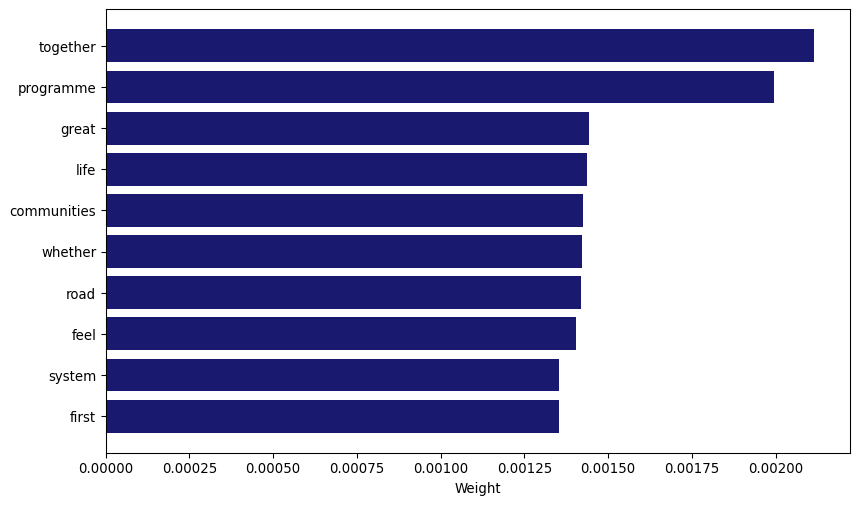 together
programme
great
life
communities
whether
road
feel
system
first
0.00000 0.00025 0.00050 0.00075 0.00100 0.00125 0.00150 0.00175 0.00200
Weight